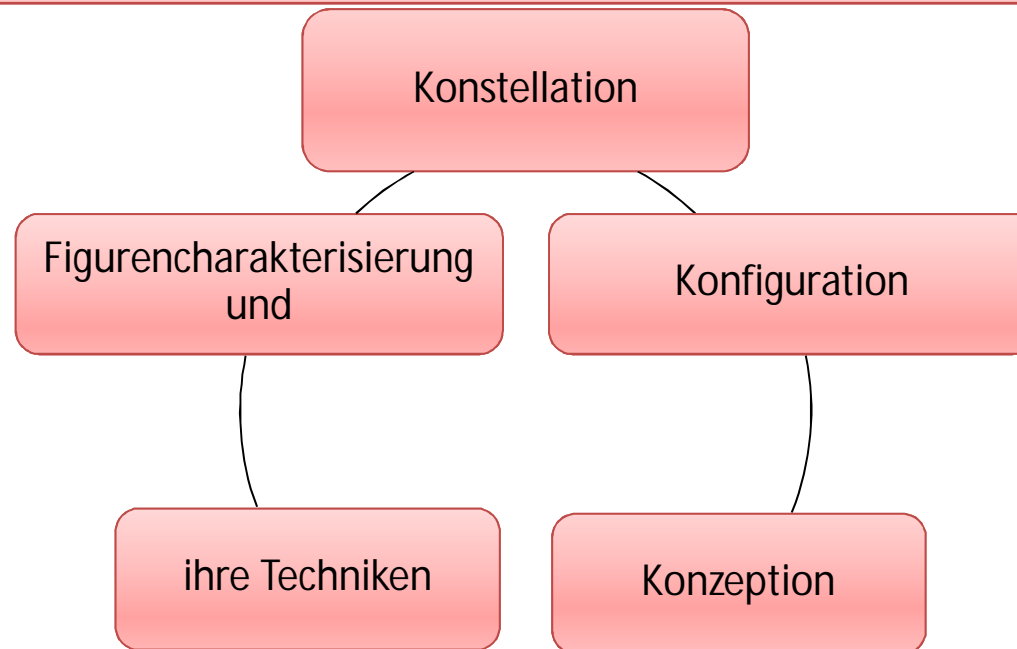 Konstellation
Figurencharakterisierung
und
Konfiguration
ihre Techniken
Konzeption